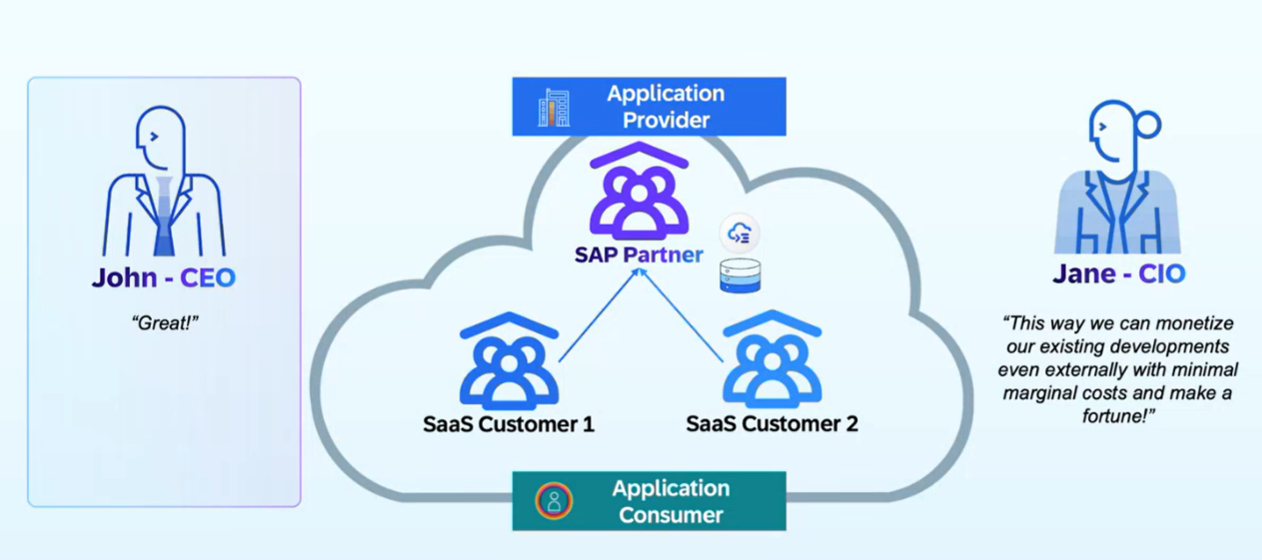 Application
Provider
SAP Partner
John - CEO
Jane - CIO
“Great!”
“This way we can monetize
our existing developments
even externally with minimal
marginal costs and make a
fortune!”
SaaS Customer 1
SaaS Customer 2
Application
Consumer